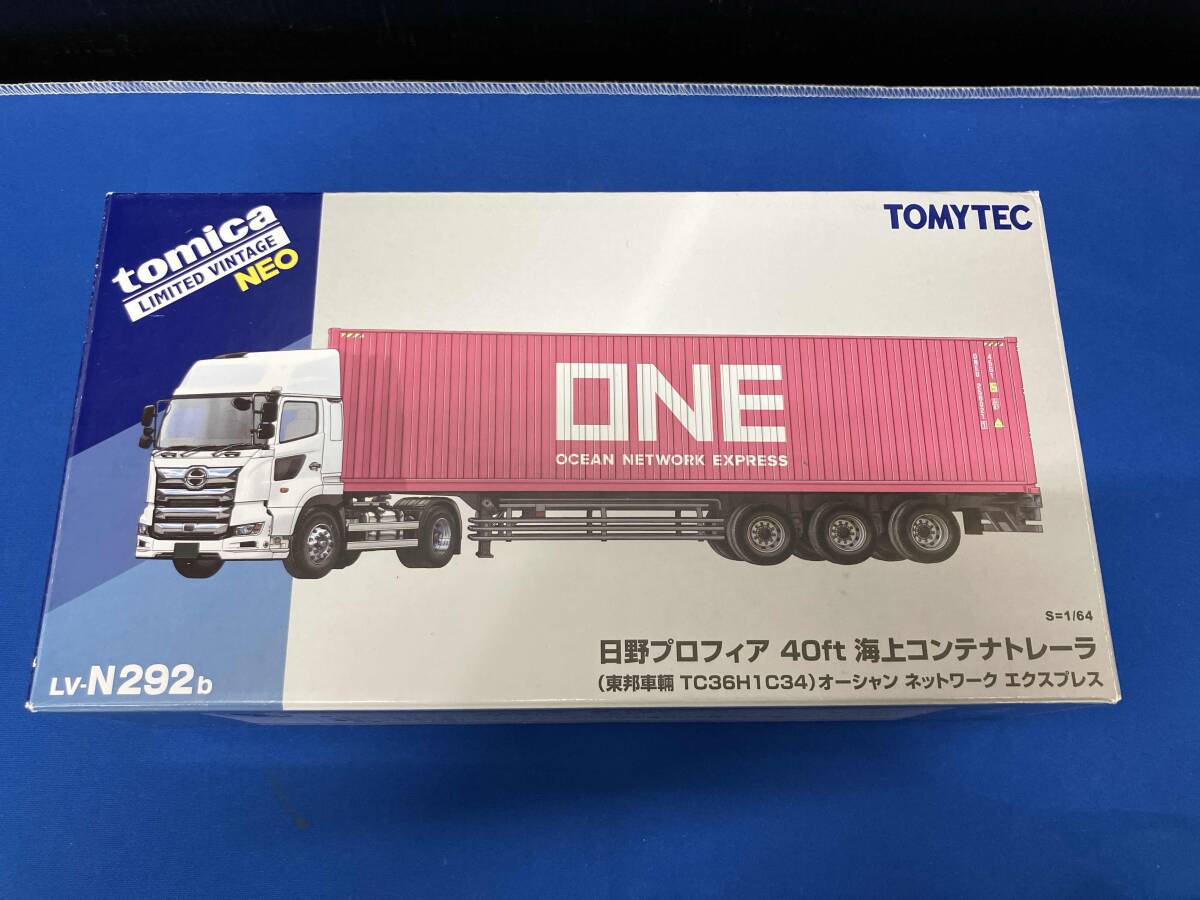 tomica
LIMITED VINTAGE
NEO
TOMYTEC
ONE
OCEAN NETWORK EXPRESS
S=1/64
日野プロフィア 40ft 海上コンテナトレーラ
(東邦車輛 TC36H1C34)オーシャン ネットワーク エクスプレス
LV-N292b